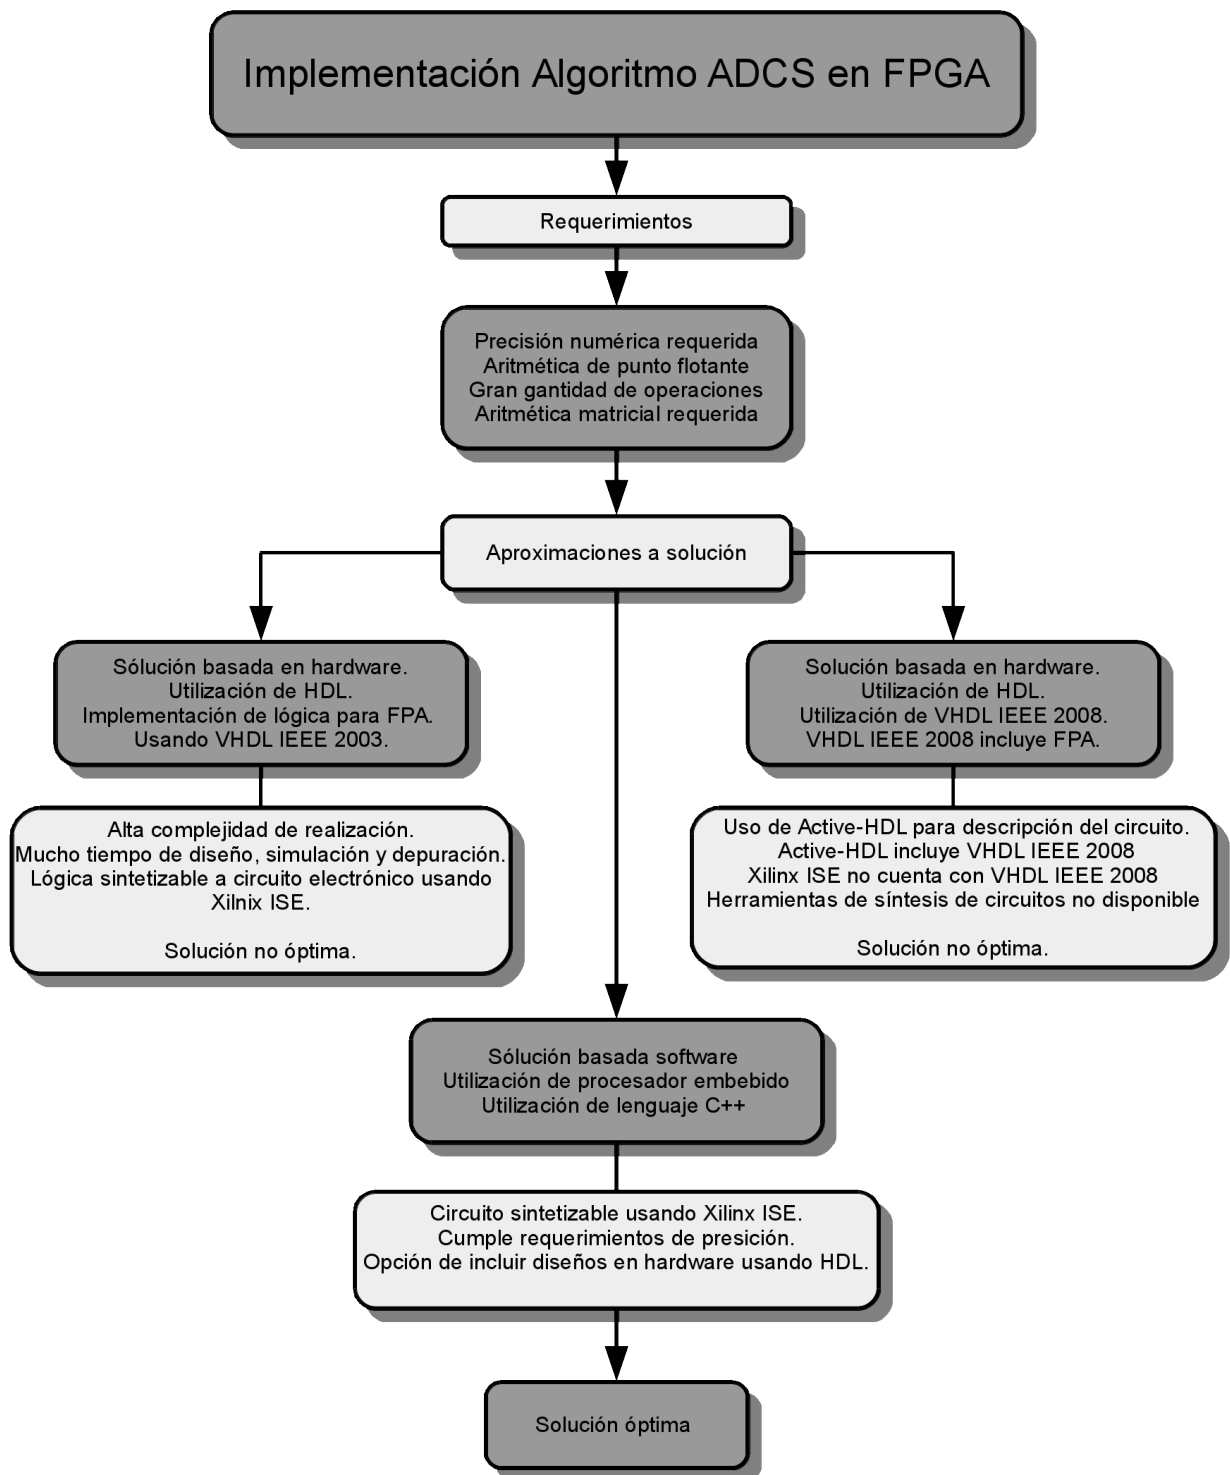 Implementación Algoritmo ADCS en FPGA
Requerimientos
Precisión numérica requerida
Aritmética de punto flotante
Gran gantidad de operaciones
Aritmética matricial requerida
Aproximaciones a solución
Sólución basada en hardware.
Utilización de HDL.
Implementación de lógica para FPA.
Usando VHDL IEEE 2003.
Alta complejidad de realización.
Mucho tiempo de diseño, simulación y depuración.
Lógica sintetizable a circuito electrónico usando
Xilnix ISE.
Solución no óptima.
Solución basada en hardware.
Utilización de HDL.
Utilización de VHDL IEEE 2008.
VHDL IEEE 2008 incluye FPA.
Uso de Active-HDL para descripción del circuito.
Active-HDL incluye VHDL IEEE 2008
Xilinx ISE no cuenta con VHDL IEEE 2008
Herramientas de síntesis de circuitos no disponible
Solución no óptima.
Sólución basada software
Utilización de procesador embebido
Utilización de lenguaje C++
Circuito sintetizable usando Xilinx ISE.
Cumple requerimientos de presición.
Opción de incluir diseños en hardware usando HDL.
Solución óptima